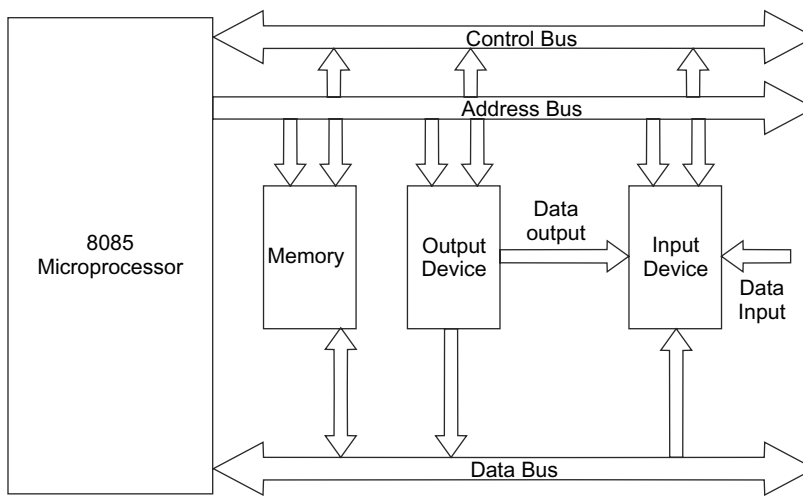 Control Bus
Address Bus
8085
Microprocessor
Memory
Output
Device
Data
output
Input
Device
Data
Input
Data Bus